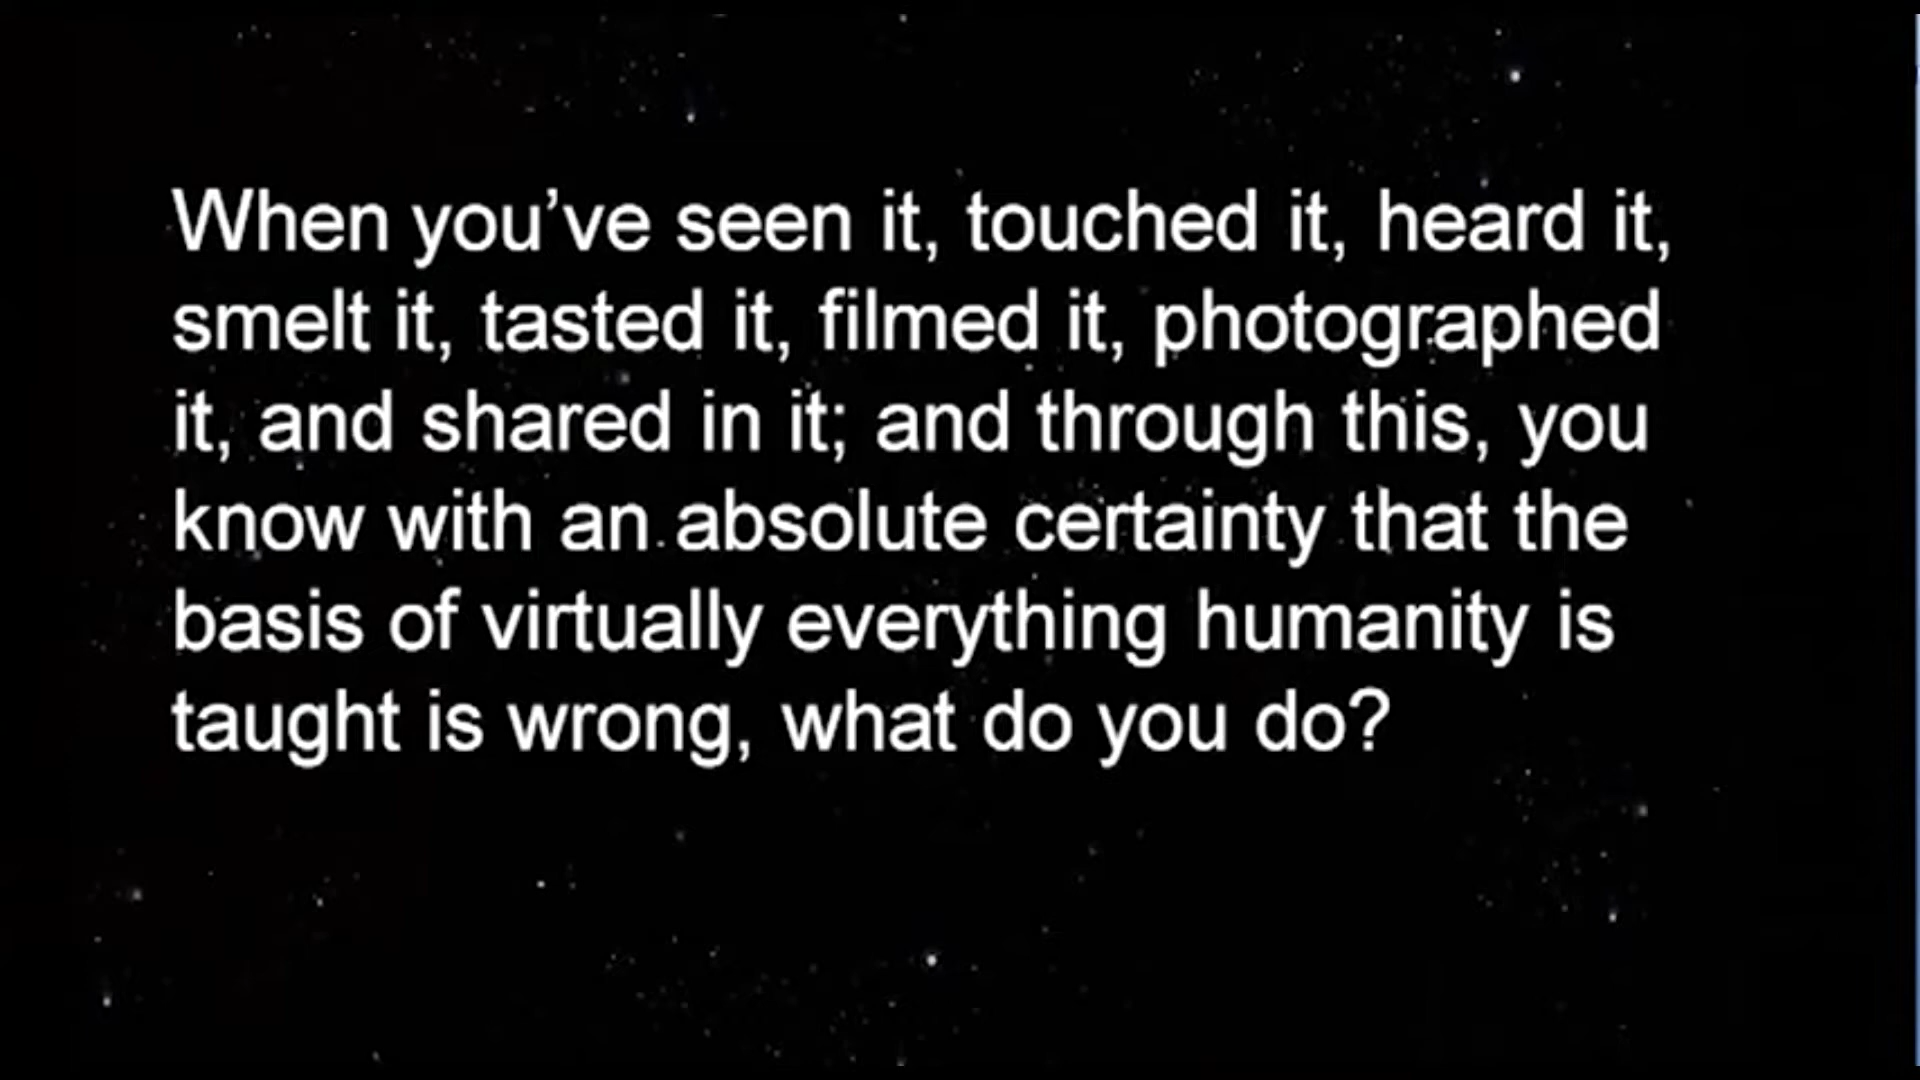 When you’ve seen it, touched it, heard it,
smelt it, tasted it, filmed it, photographed
it, and shared in it; and through this, you
know with an absolute certainty that the
basis of virtually everything humanity is
taught is wrong, what do you do?